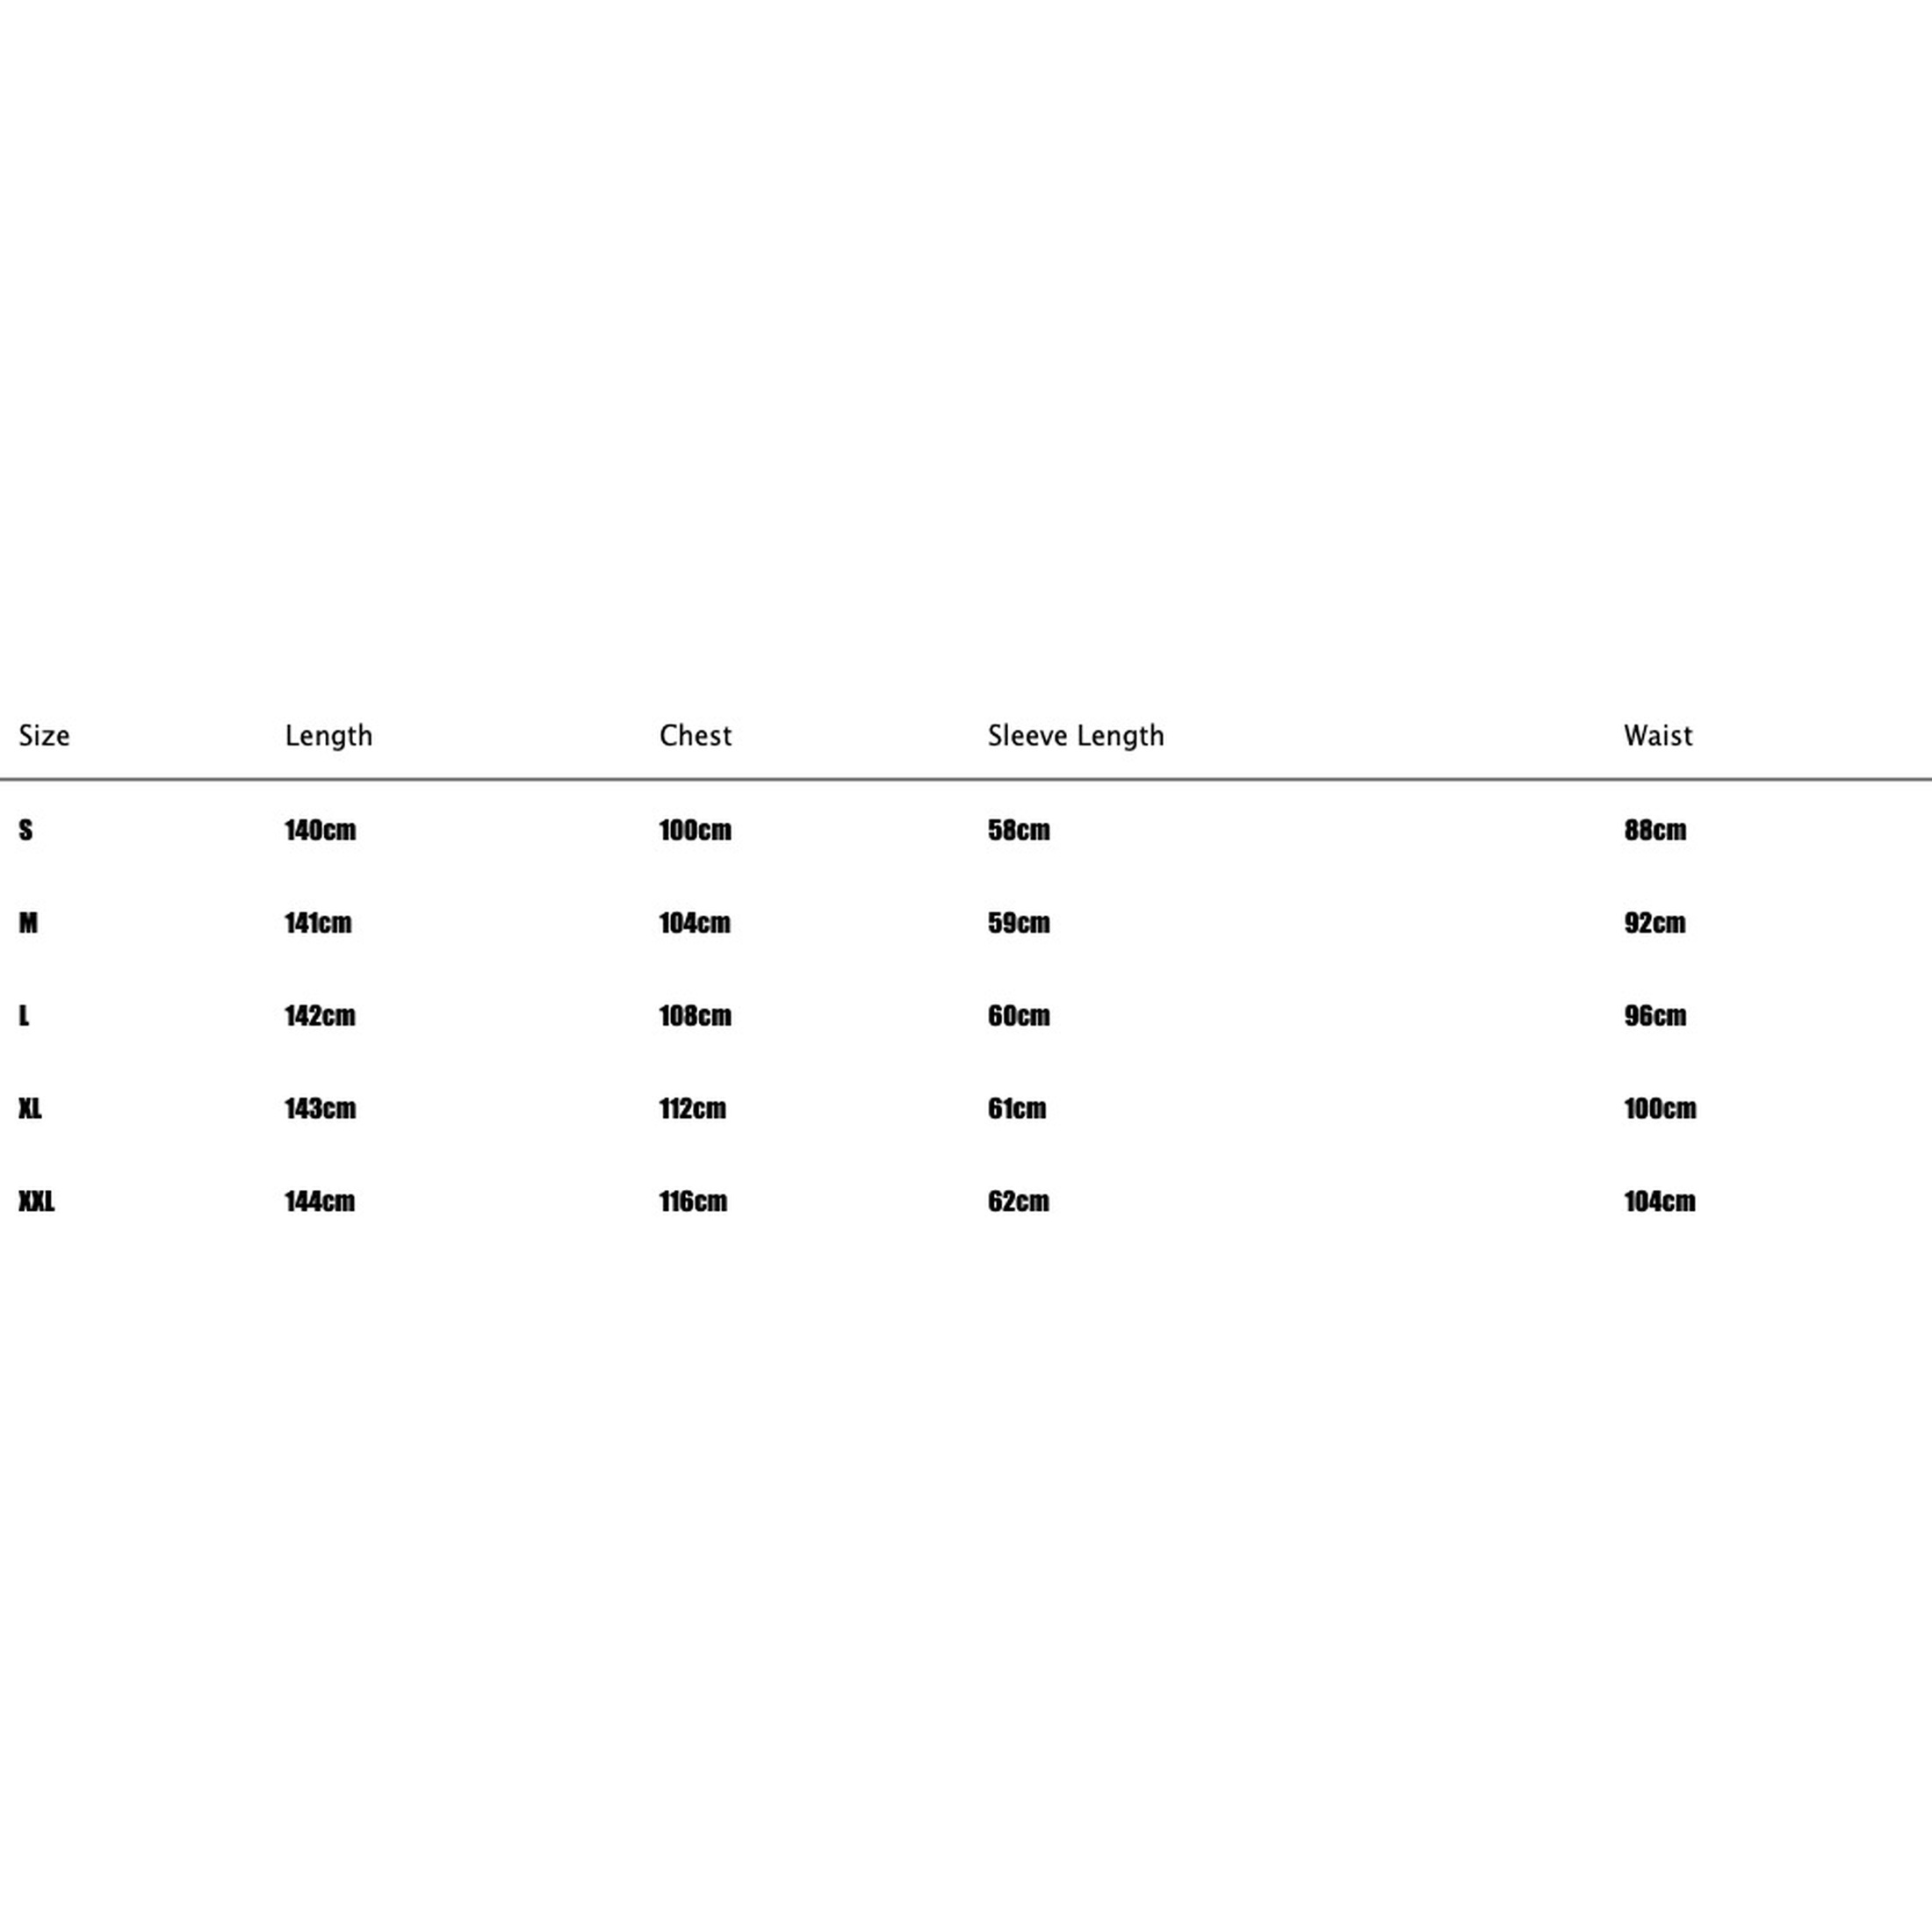 Size Length Chest Sleeve Length Waist
S 140cm 100cm 58cm 88cm
M 141cm 104cm 59cm 92cm
L 142cm 108cm 60cm 96cm
XL 143cm 112cm 61cm 100cm
XXL 144cm 116cm 62cm 104cm